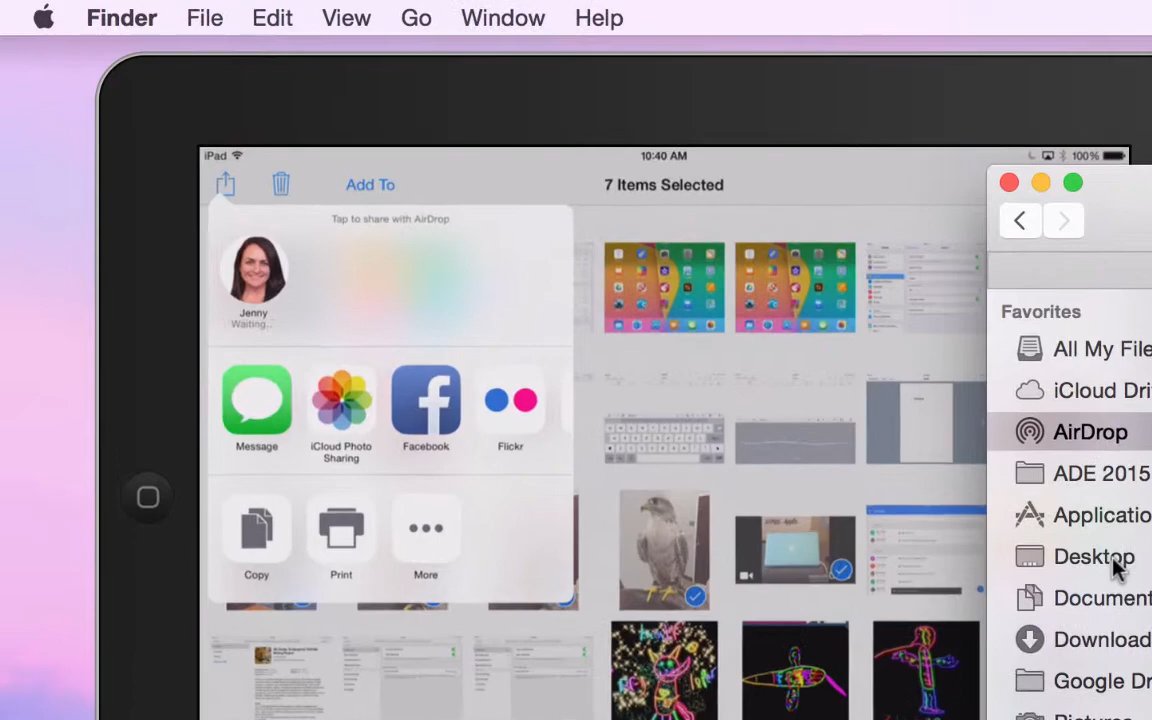 Finder File Edit View Go Window Help
iPad 10:40 AM 100%
Add To 7 Items Selected
Tap to share with AirDrop
Jenny
Waiting...
Message iCloud Photo Sharing Facebook Flickr
Copy Print More
Favorites
All My File
iCloud Dri
AirDrop
ADE 2015
Applicatio
Desktop
Document
Download
Google Dr